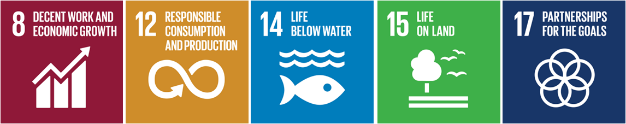 8 DECENT WORK AND
ECONOMIC GROWTH
12 RESPONSIBLE
CONSUMPTION
AND PRODUCTION
14 LIFE
BELOW WATER
15 LIFE
ON LAND
17 PARTNERSHIPS
FOR THE GOALS